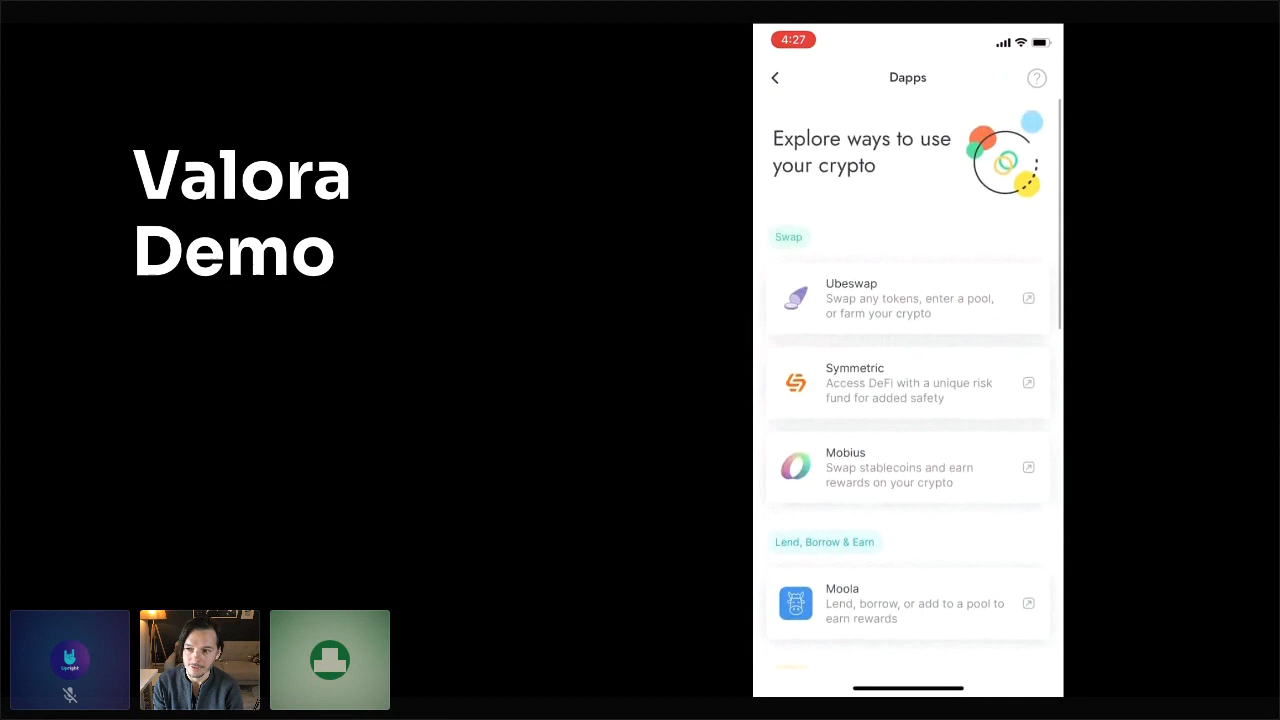 Valora
Demo
4:27
Dapps
?
Explore ways to use
your crypto
Swap
Ubeswap
Swap any tokens, enter a pool,
or farm your crypto
Symmetric
Access DeFi with a unique risk
fund for added safety
Mobius
Swap stablecoins and earn
rewards on your crypto
Lend, Borrow & Earn
Moola
Lend, borrow, or add to a pool to
earn rewards
Upright